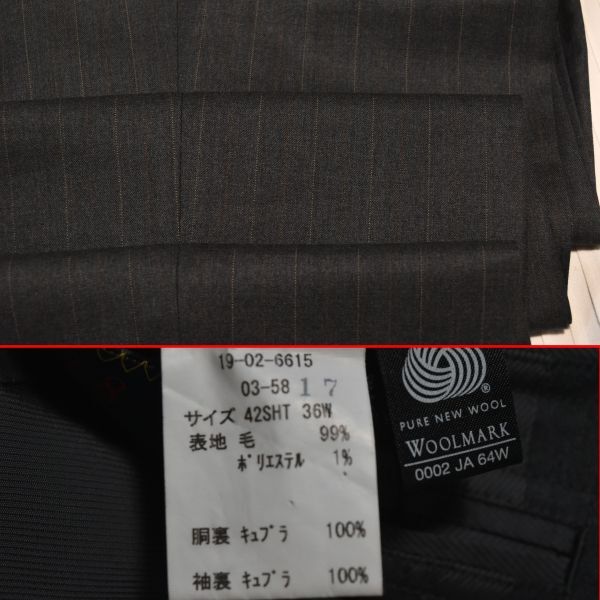 19-02-6615
03-58 17
サイズ 42SHT 36W
表地 毛 99%
ポリエステル 1%
胴裏 キュプラ 100%
袖裏 キュプラ 100%
®
PURE NEW WOOL
WOOLMARK
0002 JA 64W